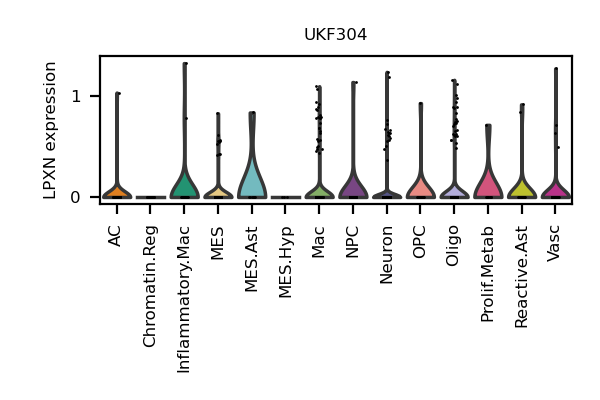 UKF304
LPXN expression
1
0
AC
Chromatin.Reg
Inflammatory.Mac
MES
MES.Ast
MES.Hyp
Mac
NPC
Neuron
OPC
Oligo
Prolif.Metab
Reactive.Ast
Vasc